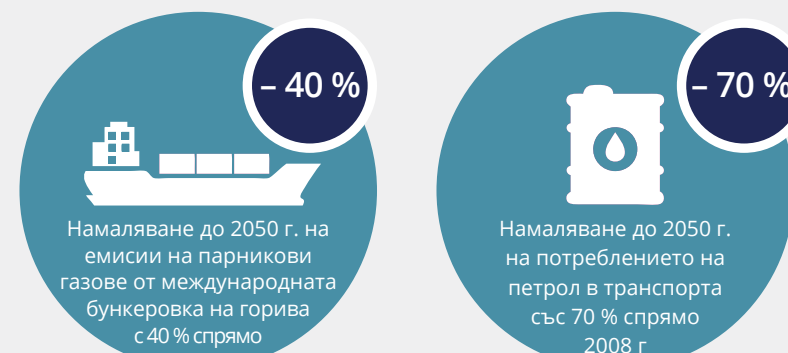 – 40 %
Намаляване до 2050 г. на
емисии на парникови
газове от международната
бункеровка на горива
с 40 % спрямо
– 70 %
Намаляване до 2050 г.
на потреблението на
петрол в транспорта
със 70 % спрямо
2008 г